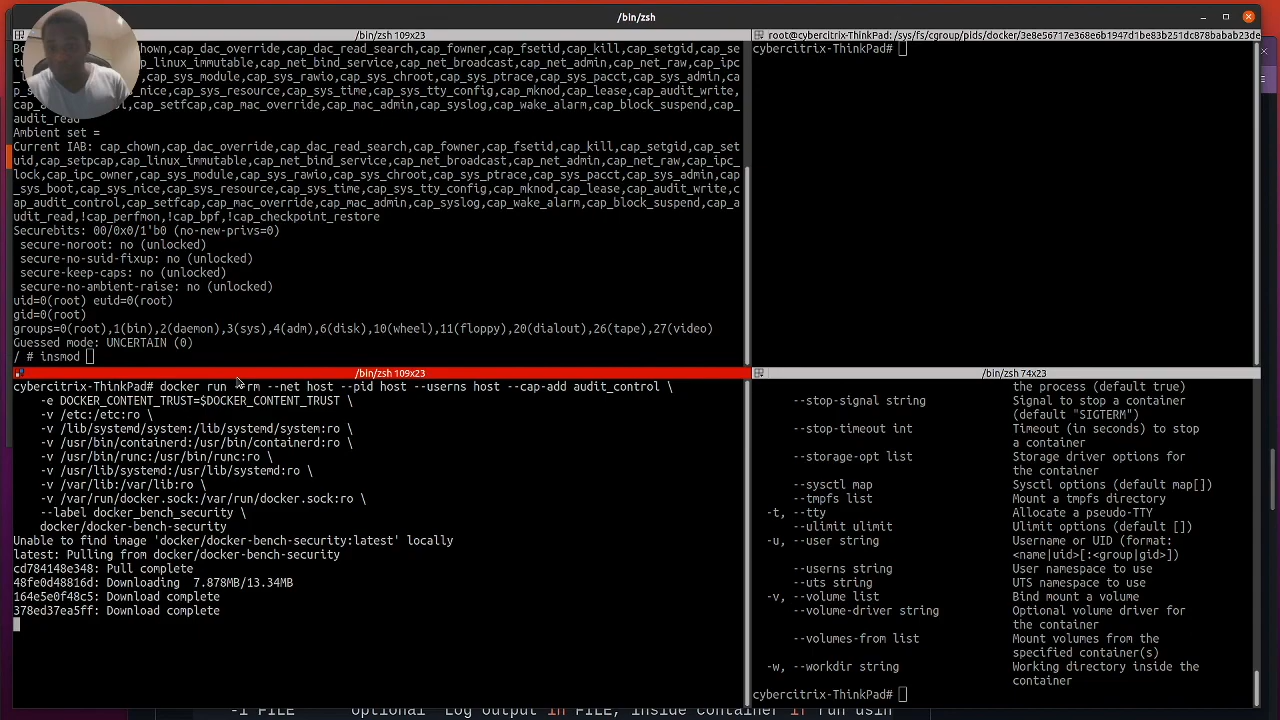 /bin/zsh
/bin/zsh 109x23
root@cybercitrix-ThinkPad: /sys/fs/cgroup/pids/docker/3e8e56717e368e6b1947d1be83b251dc878babab23de
chown,cap_dac_override,cap_dac_read_search,cap_fowner,cap_fsetid,cap_kill,cap_setgid,cap_se
p_linux_immutable,cap_net_bind_service,cap_net_broadcast,cap_net_admin,cap_net_raw,cap_ipc
_sys_module,cap_sys_rawio,cap_sys_chroot,cap_sys_ptrace,cap_sys_pacct,cap_sys_admin,ca
p_s nice,cap_sys_resource,cap_sys_time,cap_sys_tty_config,cap_mknod,cap_lease,cap_audit_write,
cap_a cap_setfcap,cap_mac_override,cap_mac_admin,cap_syslog,cap_wake_alarm,cap_block_suspend,cap_
audit_read
Ambient set =
Current IAB: cap_chown,cap_dac_override,cap_dac_read_search,cap_fowner,cap_fsetid,cap_kill,cap_setgid,cap_set
uid,cap_setpcap,cap_linux_immutable,cap_net_bind_service,cap_net_broadcast,cap_net_admin,cap_net_raw,cap_ipc_
lock,cap_ipc_owner,cap_sys_module,cap_sys_rawio,cap_sys_chroot,cap_sys_ptrace,cap_sys_pacct,cap_sys_admin,cap
_sys_boot,cap_sys_nice,cap_sys_resource,cap_sys_time,cap_sys_tty_config,cap_mknod,cap_lease,cap_audit_write,c
ap_audit_control,cap_setfcap,cap_mac_override,cap_mac_admin,cap_syslog,cap_wake_alarm,cap_block_suspend,cap_a
udit_read,!cap_perfmon,!cap_bpf,!cap_checkpoint_restore
Securebits: 00/0x0/1'b0 (no-new-privs=0)
secure-noroot: no (unlocked)
secure-no-suid-fixup: no (unlocked)
secure-keep-caps: no (unlocked)
secure-no-ambient-raise: no (unlocked)
uid=0(root) euid=0(root)
gid=0(root)
groups=0(root),1(bin),2(daemon),3(sys),4(adm),6(disk),10(wheel),11(floppy),20(dialout),26(tape),27(video)
Guessed mode: UNCERTAIN (0)
/ # insmod
cybercitrix-ThinkPad#
/bin/zsh 109x23
cybercitrix-ThinkPad# docker run --rm --net host --pid host --userns host --cap-add audit_control \
-e DOCKER_CONTENT_TRUST=$DOCKER_CONTENT_TRUST \
-v /etc:/etc:ro \
-v /lib/systemd/system:/lib/systemd/system:ro \
-v /usr/bin/containerd:/usr/bin/containerd:ro \
-v /usr/bin/runc:/usr/bin/runc:ro \
-v /usr/lib/systemd:/usr/lib/systemd:ro \
-v /var/lib:/var/lib:ro \
-v /var/run/docker.sock:/var/run/docker.sock:ro \
--label docker_bench_security \
docker/docker-bench-security
Unable to find image 'docker/docker-bench-security:latest' locally
latest: Pulling from docker/docker-bench-security
cd784148e348: Pull complete
48fe0d48816d: Downloading 7.878MB/13.34MB
164e5e0f48c5: Download complete
378ed37ea5ff: Download complete
/bin/zsh 74x23
the process (default true)
--stop-signal string Signal to stop a container
(default "SIGTERM")
--stop-timeout int Timeout (in seconds) to stop
a container
--storage-opt list Storage driver options for
the container
--sysctl map Sysctl options (default map[])
--tmpfs list Mount a tmpfs directory
-t, --tty Allocate a pseudo-TTY
--ulimit ulimit Ulimit options (default [])
-u, --user string Username or UID (format:
<name|uid>[:<group|gid>])
--userns string User namespace to use
--uts string UTS namespace to use
-v, --volume list Bind mount a volume
--volume-driver string Optional volume driver for
the container
--volumes-from list Mount volumes from the
specified container(s)
-w, --workdir string Working directory inside the
container
cybercitrix-ThinkPad#
optional Log output in FILE, inside container if run usin